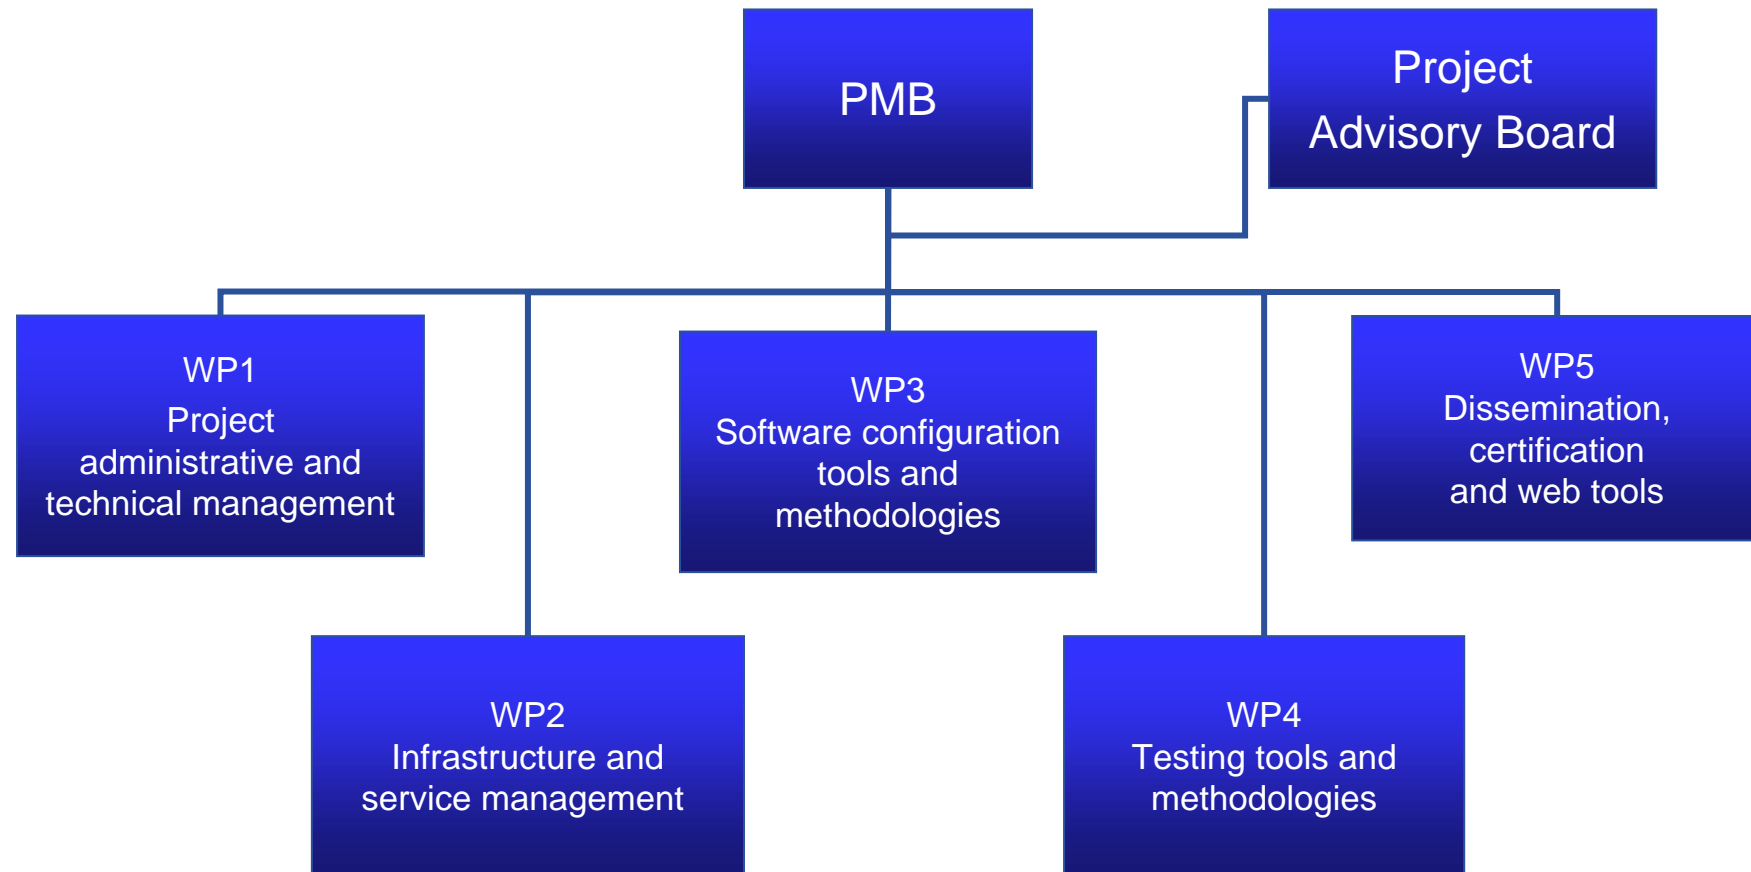 PMB
Project
Advisory Board
WP1
Project
administrative and
technical management
WP3
Software configuration
tools and
methodologies
WP5
Dissemination,
certification
and web tools
WP2
Infrastructure and
service management
WP4
Testing tools and
methodologies